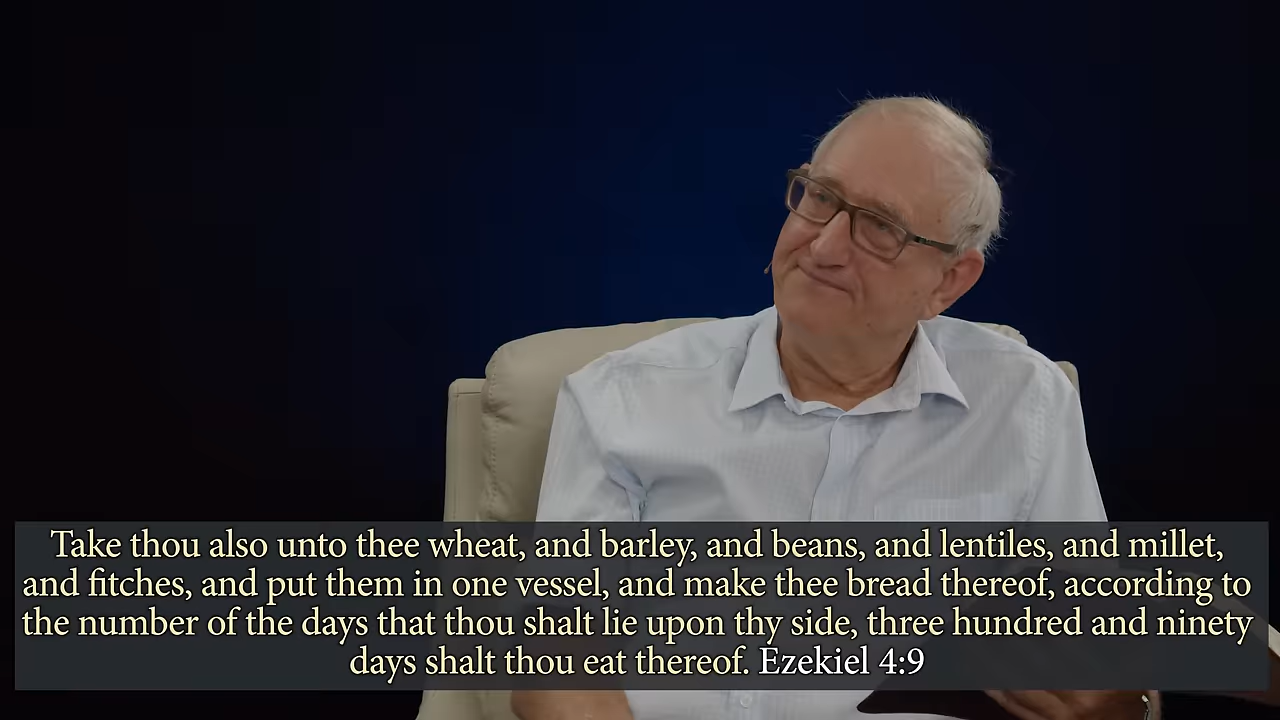 Take thou also unto thee wheat, and barley, and beans, and lentiles, and millet,
and fitches, and put them in one vessel, and make thee bread thereof, according to
the number of the days that thou shalt lie upon thy side, three hundred and ninety
days shalt thou eat thereof. Ezekiel 4:9